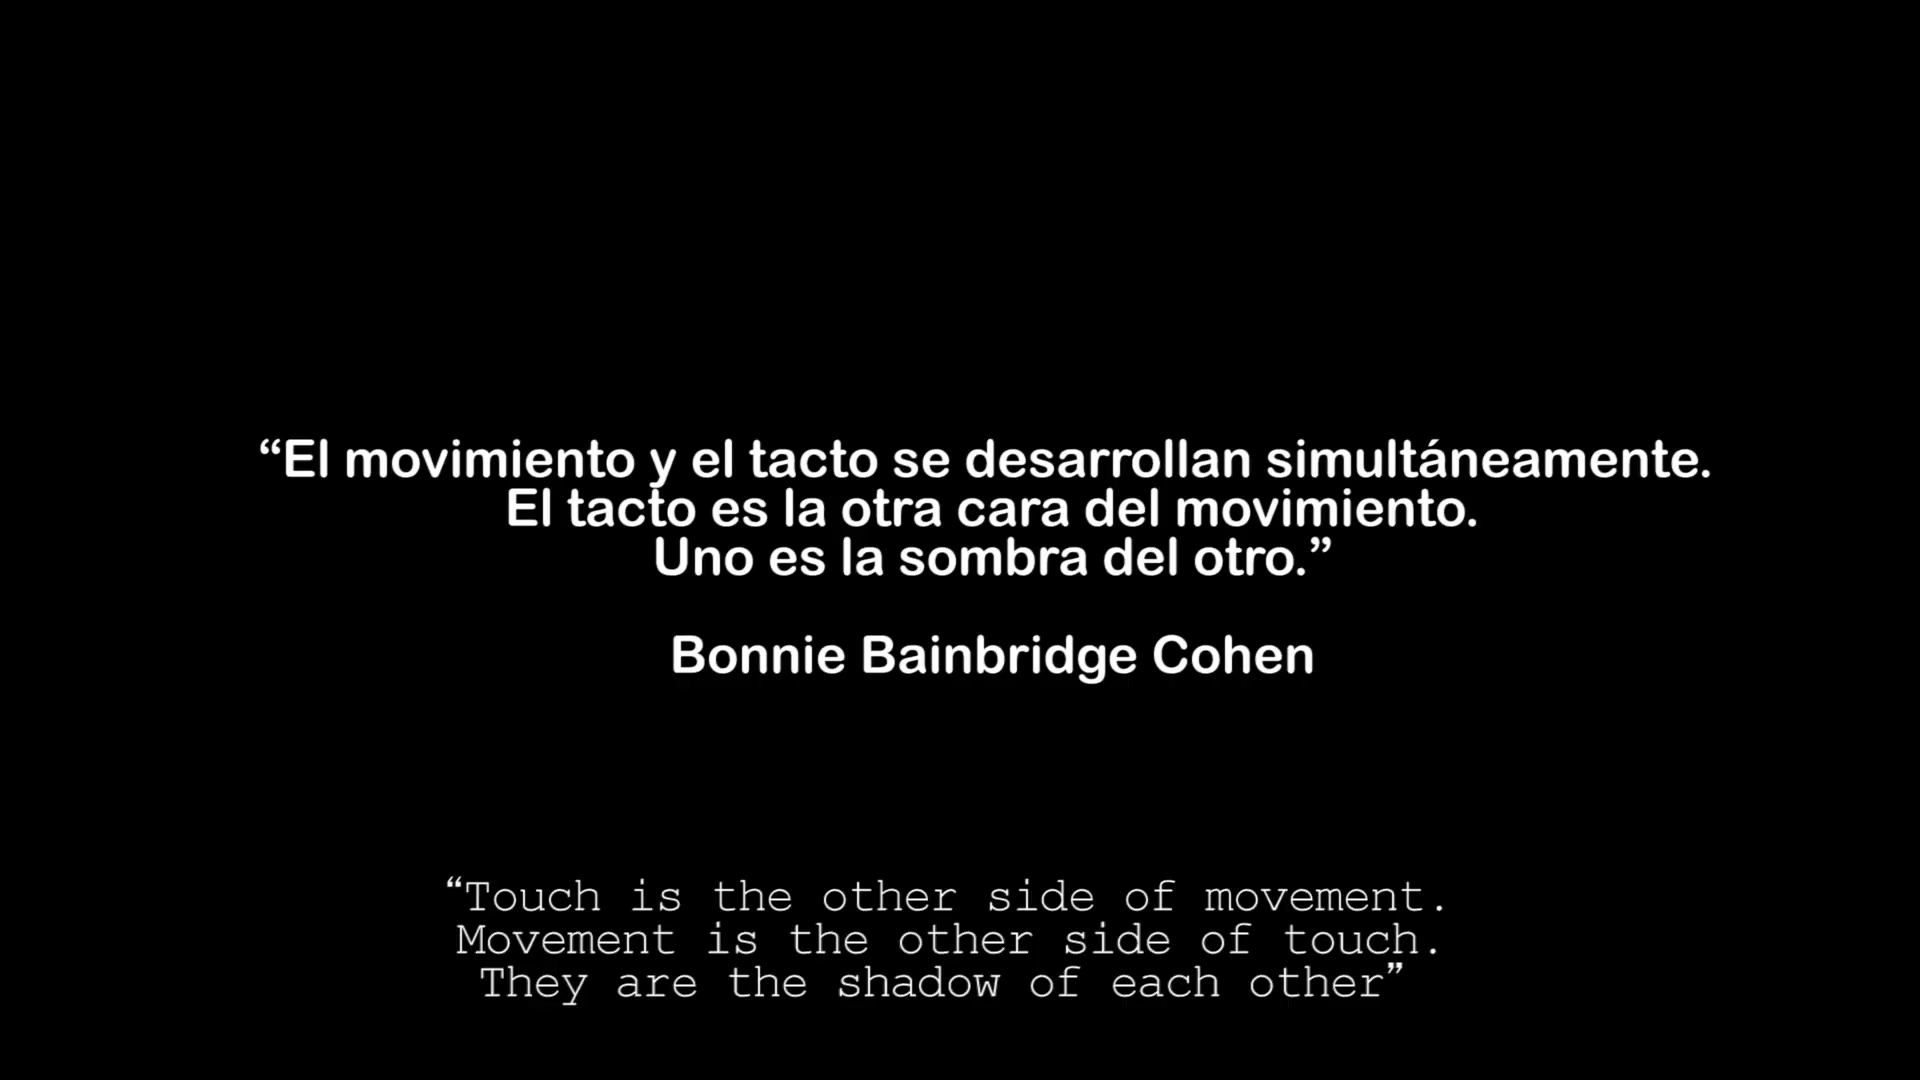 “El movimiento y el tacto se desarrollan simultáneamente.
El tacto es la otra cara del movimiento.
Uno es la sombra del otro.”
Bonnie Bainbridge Cohen
“Touch is the other side of movement.
Movement is the other side of touch.
They are the shadow of each other”